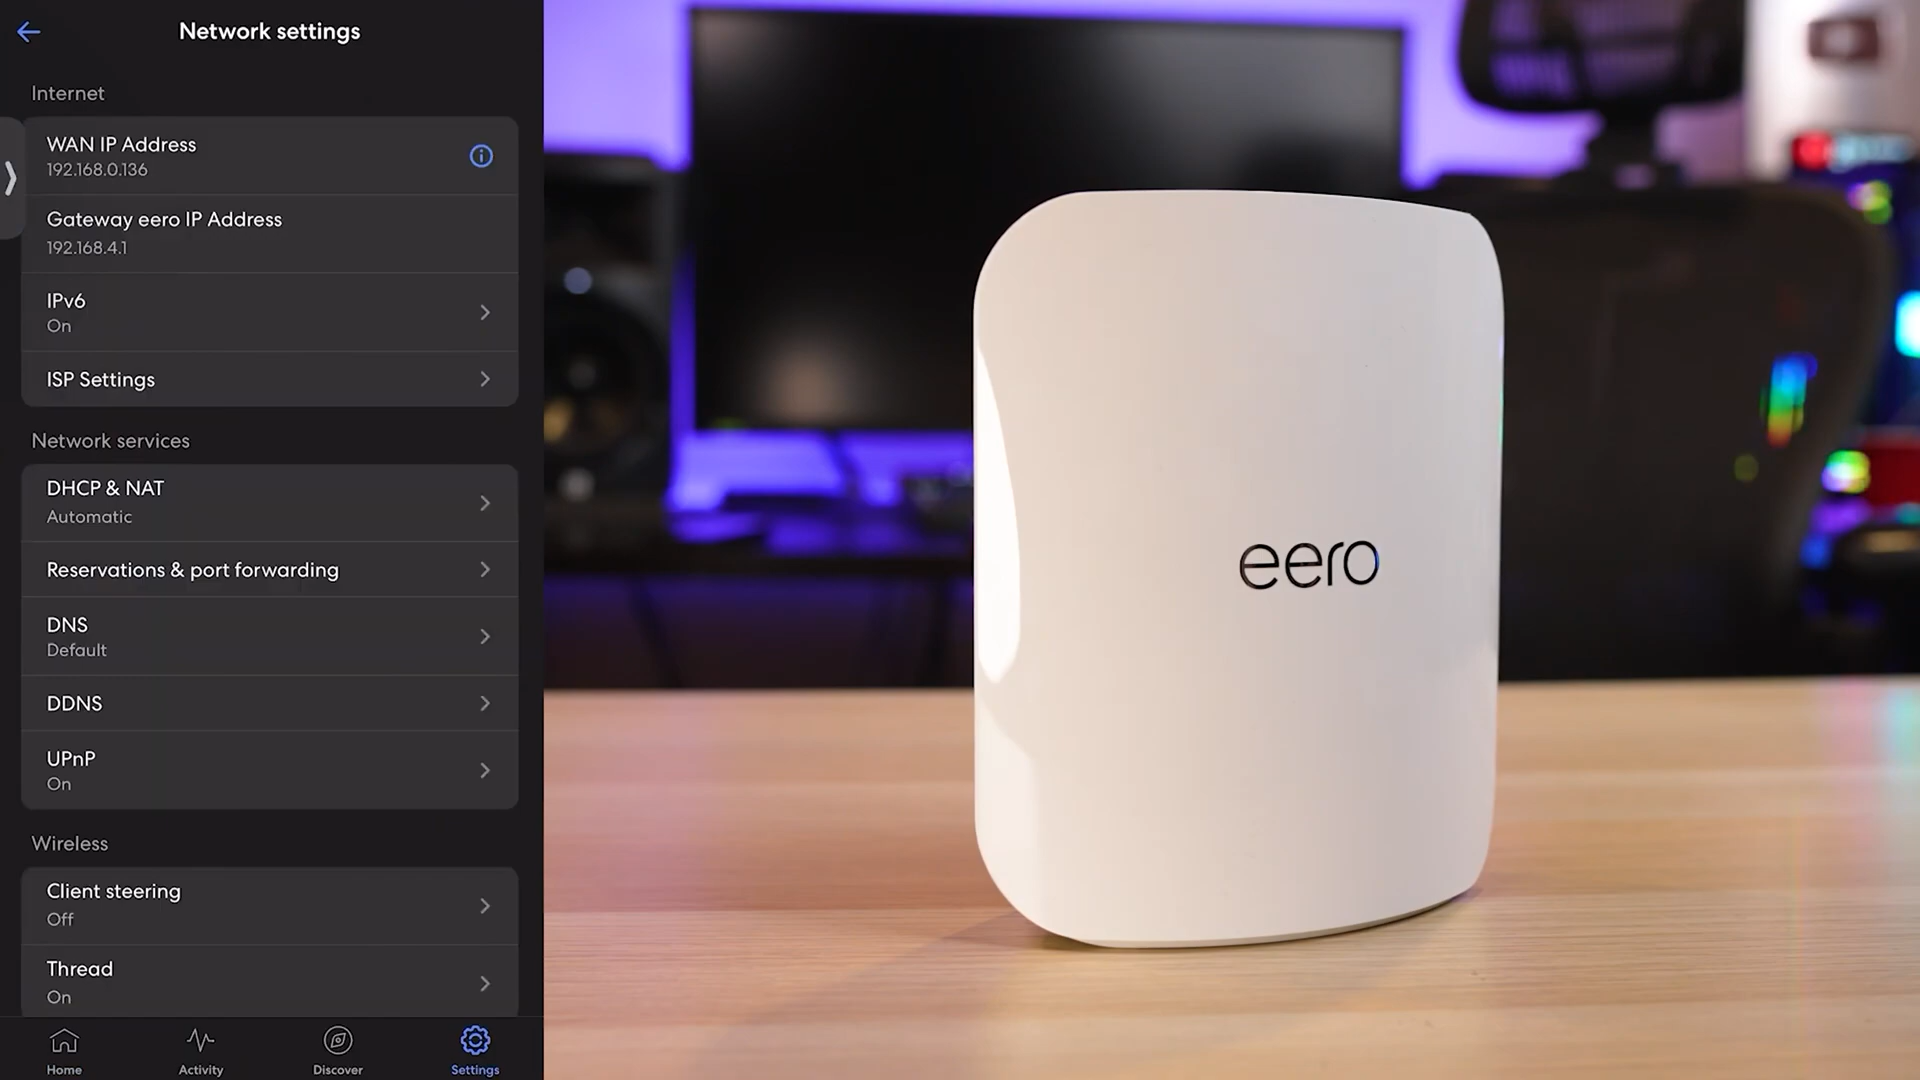 Network settings
Internet
WAN IP Address
192.168.0.136
Gateway eero IP Address
192.168.4.1
IPv6
On
ISP Settings
Network services
DHCP & NAT
Automatic
Reservations & port forwarding
DNS
Default
DDNS
UPnP
On
Wireless
Client steering
Off
Thread
On
Home
Activity
Discover
Settings
eero